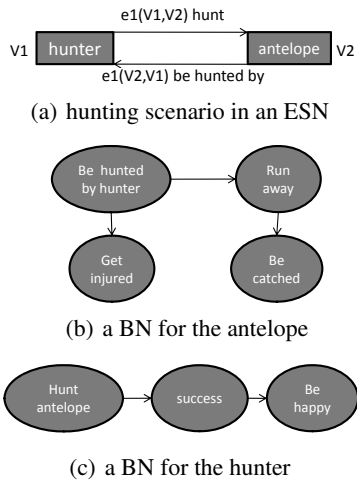 e1(V1,V2) hunt
V1 hunter antelope V2
e1(V2,V1) be hunted by
(a) hunting scenario in an ESN
Be hunted
by hunter
Run
away
Get
injured
Be
catched
(b) a BN for the antelope
Hunt
antelope
success
Be
happy
(c) a BN for the hunter